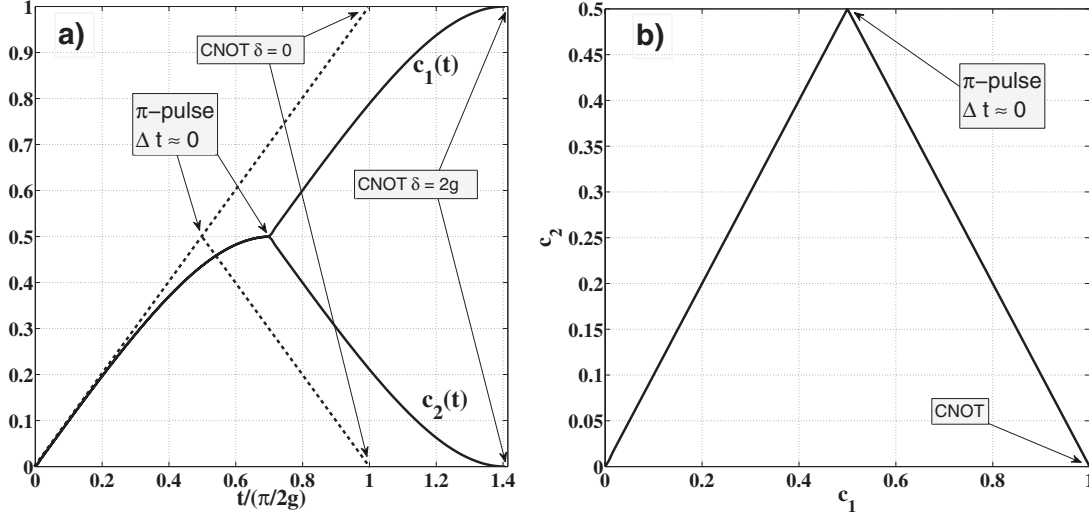 a)
CNOT δ = 0
c1(t)
π−pulse
Δ t ≈ 0
CNOT δ = 2g
c2(t)
1
0.9
0.8
0.7
0.6
0.5
0.4
0.3
0.2
0.1
0
0 0.2 0.4 0.6 0.8 1 1.2 1.4
t/(π/2g)
b)
π−pulse
Δ t ≈ 0
CNOT
c2
0.5
0.45
0.4
0.35
0.3
0.25
0.2
0.15
0.1
0.05
0
0 0.2 0.4 0.6 0.8 1
c1